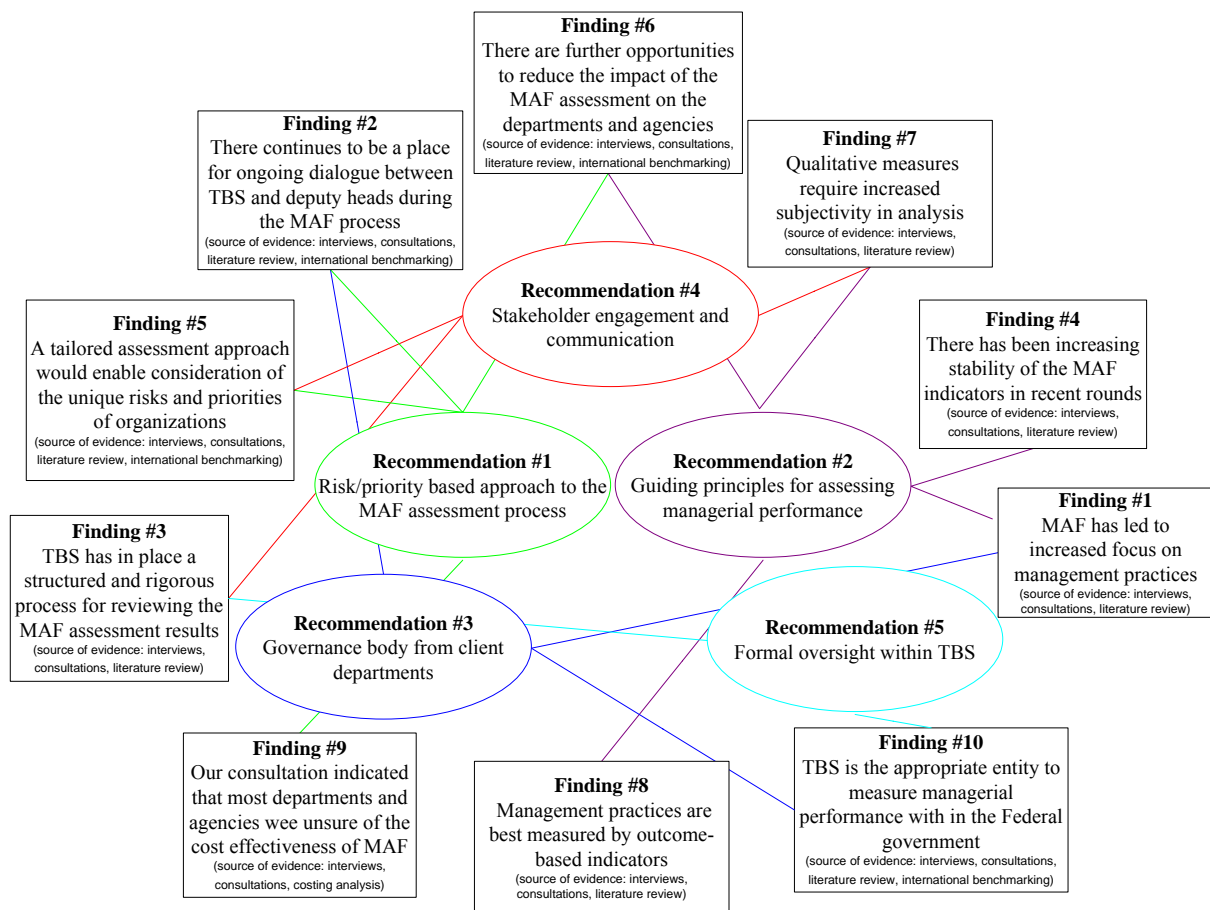 Finding #6
There are further opportunities
to reduce the impact of the
MAF assessment on the
departments and agencies
(source of evidence: interviews, consultations,
literature review, international benchmarking)
Finding #2
There continues to be a place
for ongoing dialogue between
TBS and deputy heads during
the MAF process
(source of evidence: interviews, consultations,
literature review, international benchmarking)
Finding #7
Qualitative measures
require increased
subjectivity in analysis
(source of evidence: interviews,
consultations, literature review)
Recommendation #4
Stakeholder engagement and
communication
Finding #5
A tailored assessment approach
would enable consideration of
the unique risks and priorities
of organizations
(source of evidence: interviews, consultations,
literature review, international benchmarking)
Finding #4
There has been increasing
stability of the MAF
indicators in recent rounds
(source of evidence: interviews,
consultations, literature review)
Recommendation #1
Risk/priority based approach to the
MAF assessment process
Recommendation #2
Guiding principles for assessing
managerial performance
Finding #1
MAF has led to
increased focus on
management practices
(source of evidence: interviews,
consultations, literature review)
Finding #3
TBS has in place a
structured and rigorous
process for reviewing the
MAF assessment results
(source of evidence: interviews,
consultations, literature review)
Recommendation #3
Governance body from client
departments
Recommendation #5
Formal oversight within TBS
Finding #9
Our consultation indicated
that most departments and
agencies wee unsure of the
cost effectiveness of MAF
(source of evidence: interviews,
consultations, costing analysis)
Finding #8
Management practices are
best measured by outcome-
based indicators
(source of evidence: interviews,
consultations, literature review)
Finding #10
TBS is the appropriate entity to
measure managerial
performance with in the Federal
government
(source of evidence: interviews, consultations,
literature review, international benchmarking)